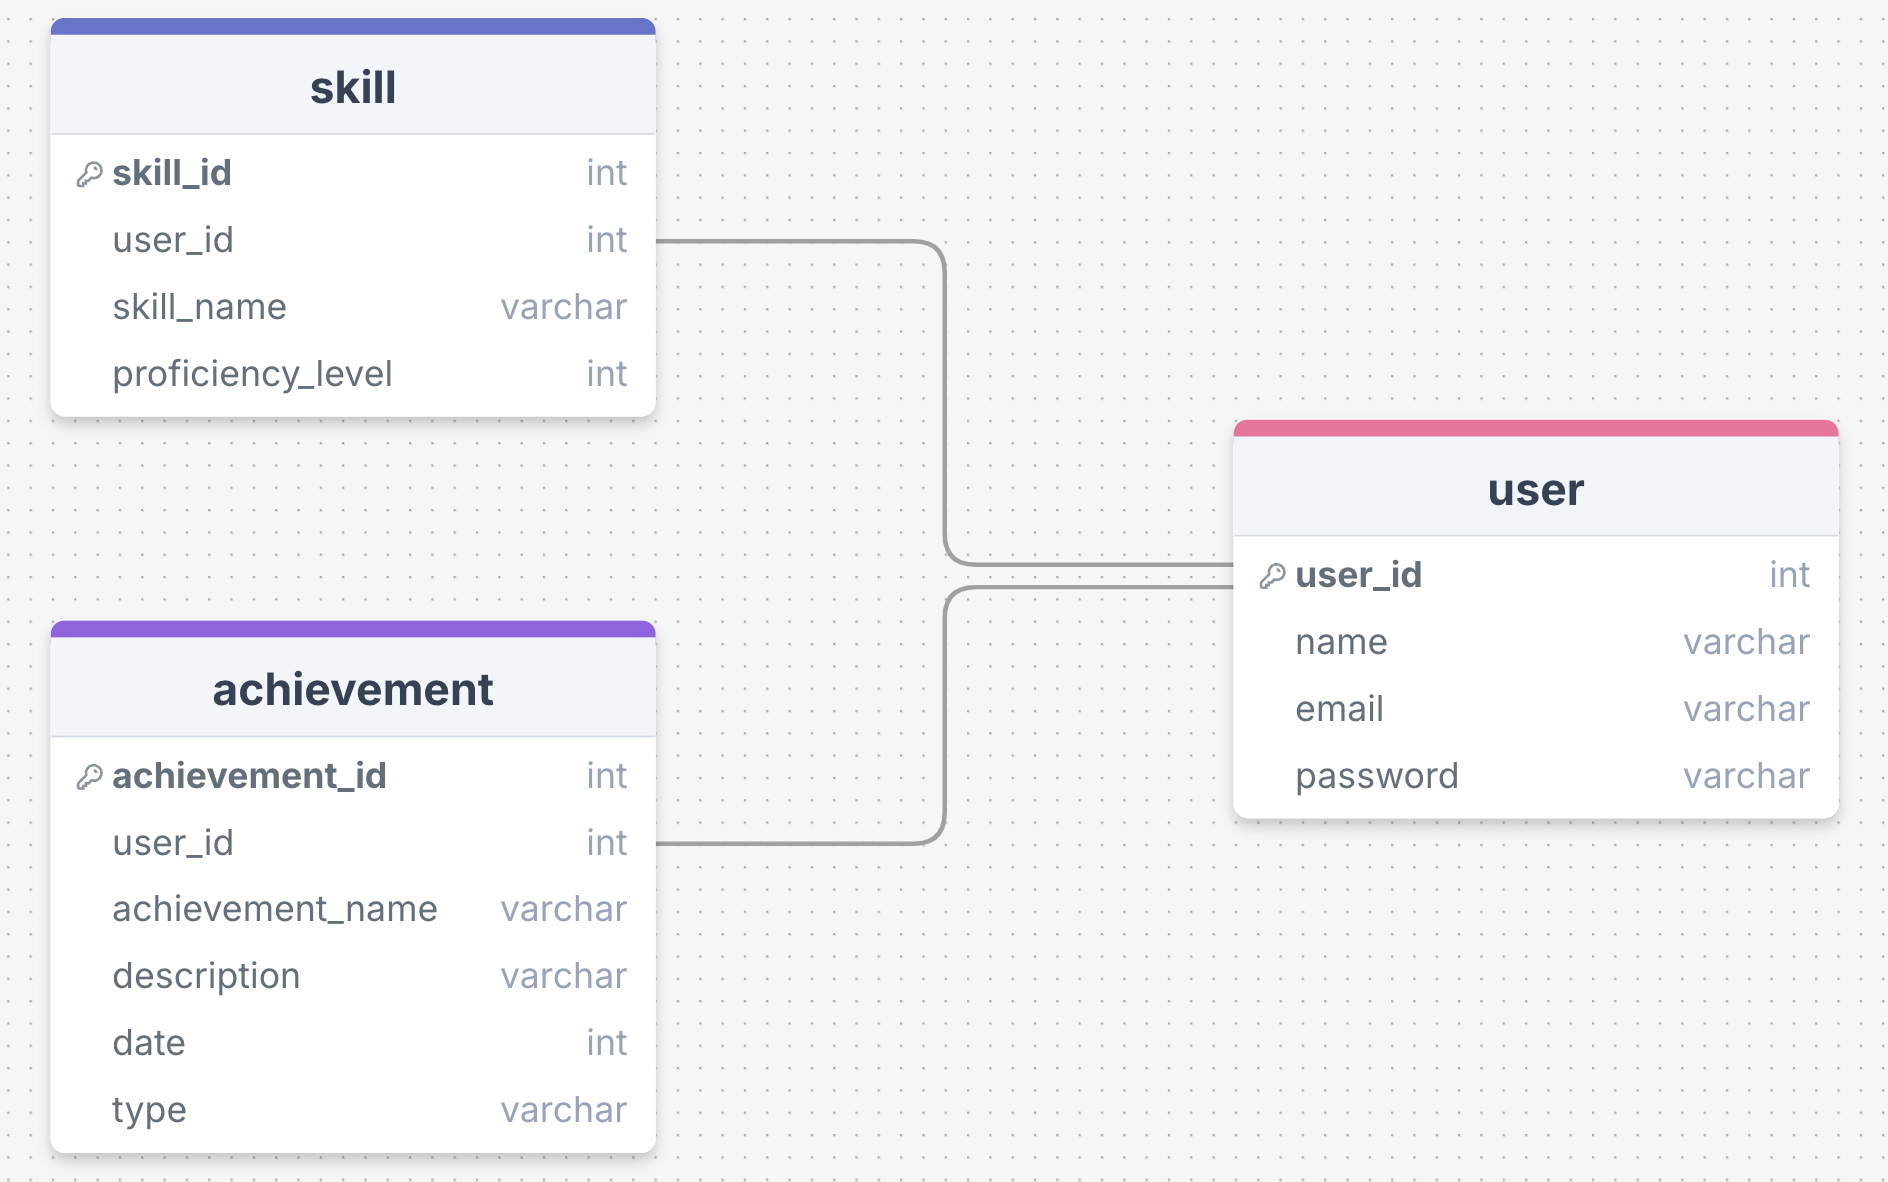 skill
skill_id int
user_id int
skill_name varchar
proficiency_level int
achievement
achievement_id int
user_id int
achievement_name varchar
description varchar
date int
type varchar
user
user_id int
name varchar
email varchar
password varchar